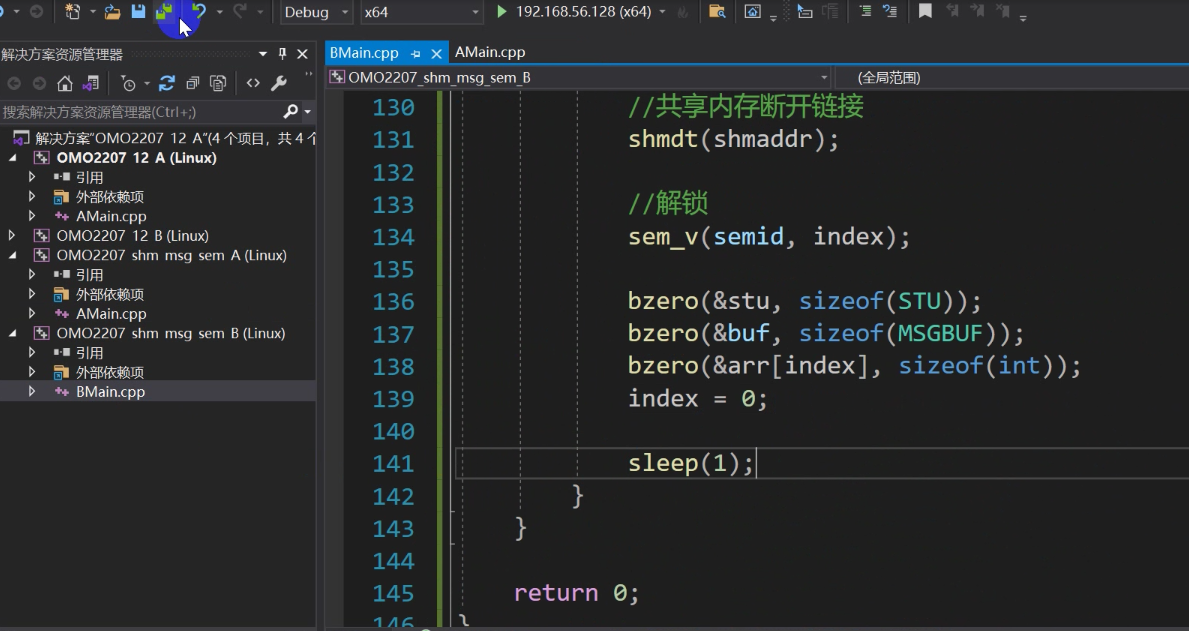 Debug x64 192.168.56.128 (x64)
解决方案资源管理器
搜索解决方案资源管理器(Ctrl+;)
解决方案"OMO2207 12 A"(4 个项目，共 4 个
OMO2207 12 A (Linux)
引用
外部依赖项
AMain.cpp
OMO2207 12 B (Linux)
OMO2207 shm msg sem A (Linux)
引用
外部依赖项
AMain.cpp
OMO2207 shm msg sem B (Linux)
引用
外部依赖项
BMain.cpp
BMain.cpp AMain.cpp
OMO2207_shm_msg_sem_B (全局范围)
130 //共享内存断开链接
131 shmdt(shmaddr);
132
133 //解锁
134 sem_v(semid, index);
135
136 bzero(&stu, sizeof(STU));
137 bzero(&buf, sizeof(MSGBUF));
138 bzero(&arr[index], sizeof(int));
139 index = 0;
140
141 sleep(1);
142 }
143 }
144
145 return 0;
146 }